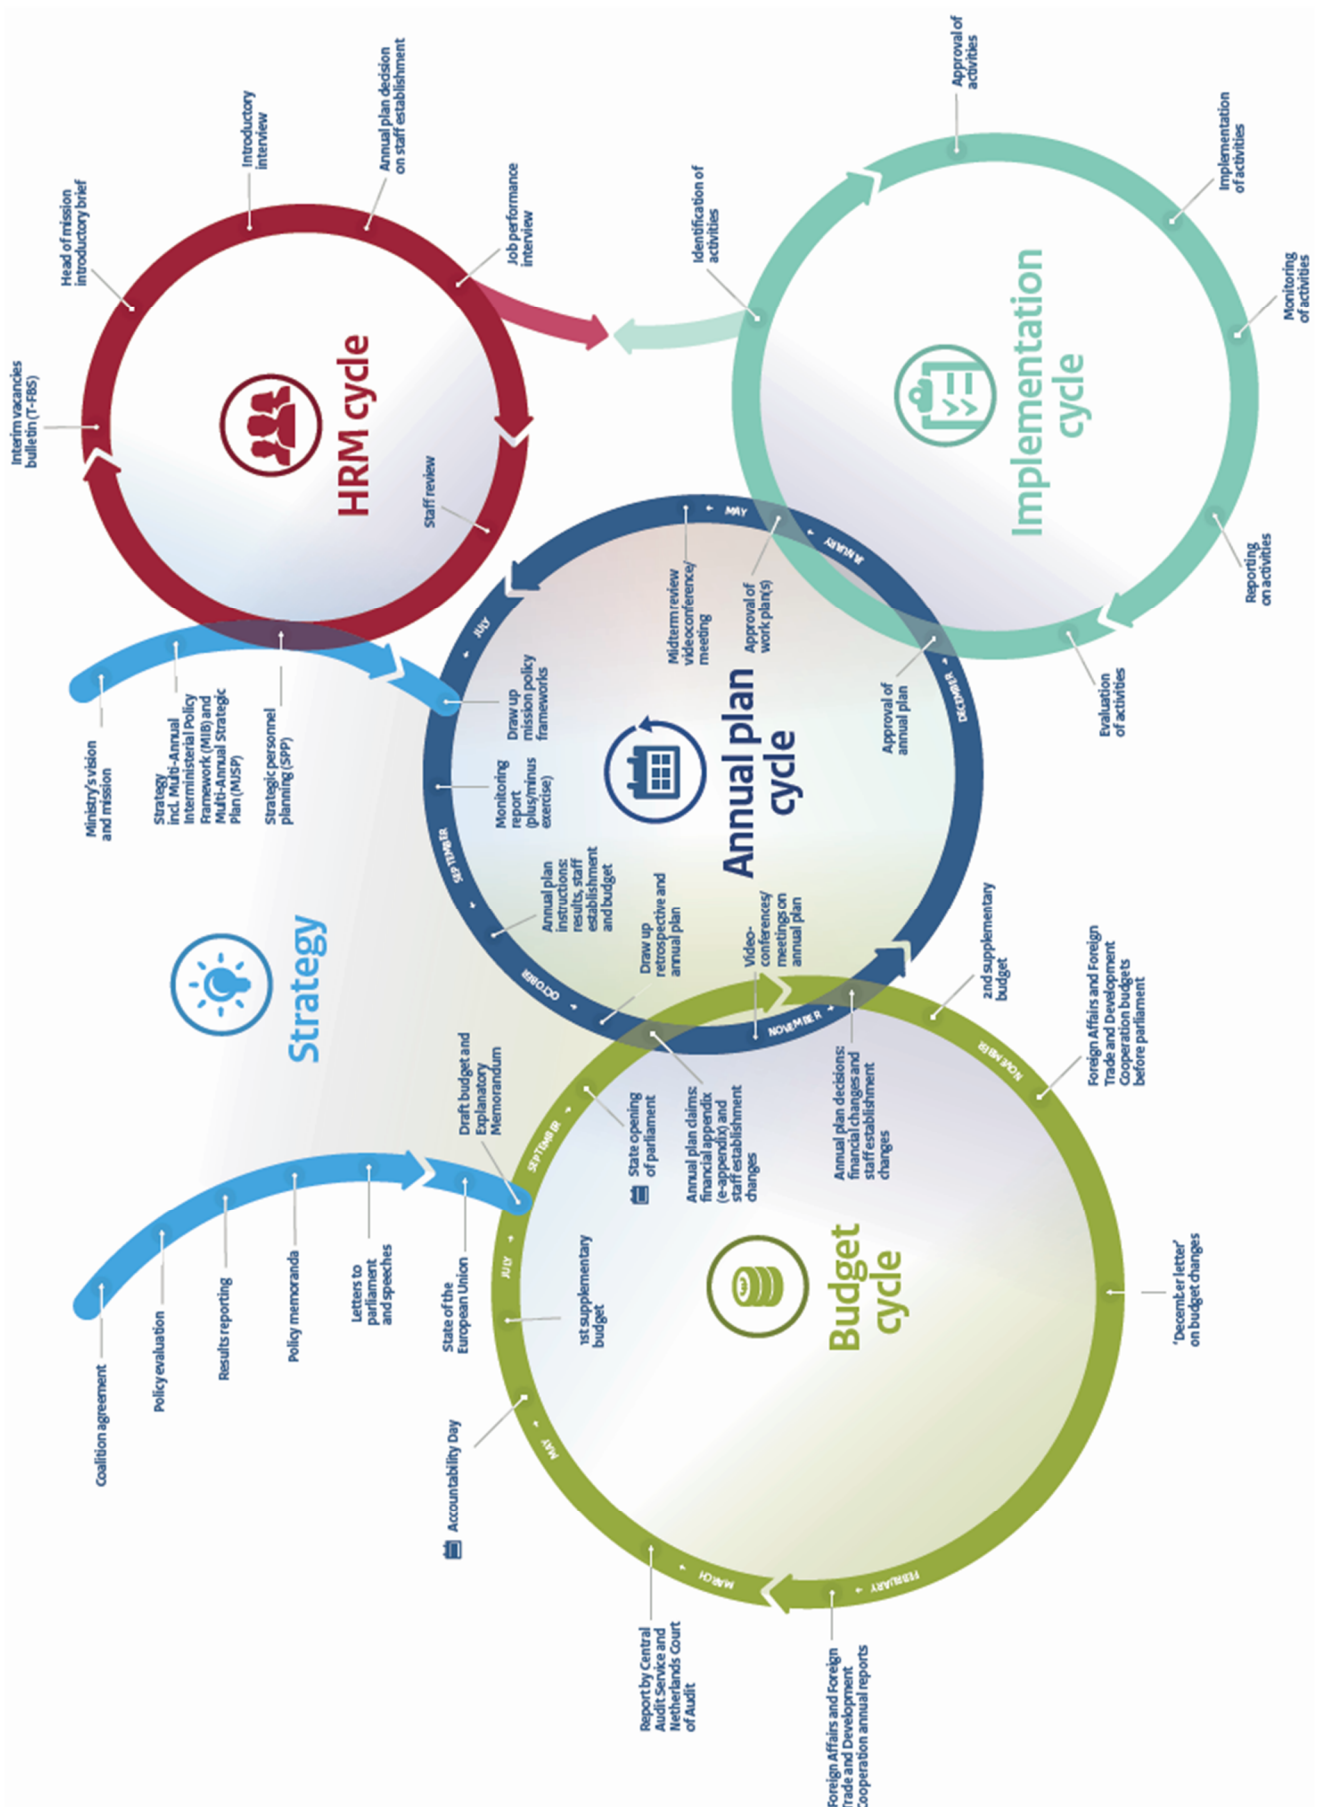 Coalition agreement
Policy evaluation
Results reporting
Policy memoranda
Letters to
parliament
and speeches
State of the
European Union
Strategy
Ministry's vision
and mission
Strategy
incl. Multi-Annual
Interministerial Policy
Framework (MIB) and
Multi-Annual Strategic
Plan (MJSP)
Strategic personnel
planning (SPP)
Interim vacancies
bulletin (T-FBS)
Head of mission
introductory brief
Introductory
interview
Annual plan decision
on staff establishment
Job performance
interview
Staff review
HRM cycle
Accountability Day
1st supplementary
budget
Draft budget and
Explanatory
Memorandum
State opening
of parliament
Annual plan claims:
financial appendix
(e-appendix) and
staff establishment
changes
Annual plan decisions:
financial changes and
staff establishment
changes
2nd supplementary
budget
Foreign Affairs and Foreign
Trade and Development
Cooperation budgets
before parliament
'December letter'
on budget changes
Foreign Affairs and Foreign
Trade and Development
Cooperation annual reports
Report by Central
Audit Service and
Netherlands Court
of Audit
Budget
cycle
FEBRUARY
MARCH
MAY
JULY
SEPTEMBER
NOVEMBER
Draw up
mission policy
frameworks
Monitoring
report
(plus/minus
exercise)
Annual plan
instructions:
results, staff
establishment
and budget
Draw up
retrospective and
annual plan
Video-
conferences/
meetings on
annual plan
Approval of
annual plan
Approval of
work plan(s)
Midterm review
videoconference/
meeting
Annual plan
cycle
JULY
SEPTEMBER
OCTOBER
NOVEMBER
DECEMBER
JANUARY
MAY
Identification of
activities
Approval of
activities
Implementation
of activities
Monitoring
of activities
Reporting
on activities
Evaluation
of activities
Implementation
cycle